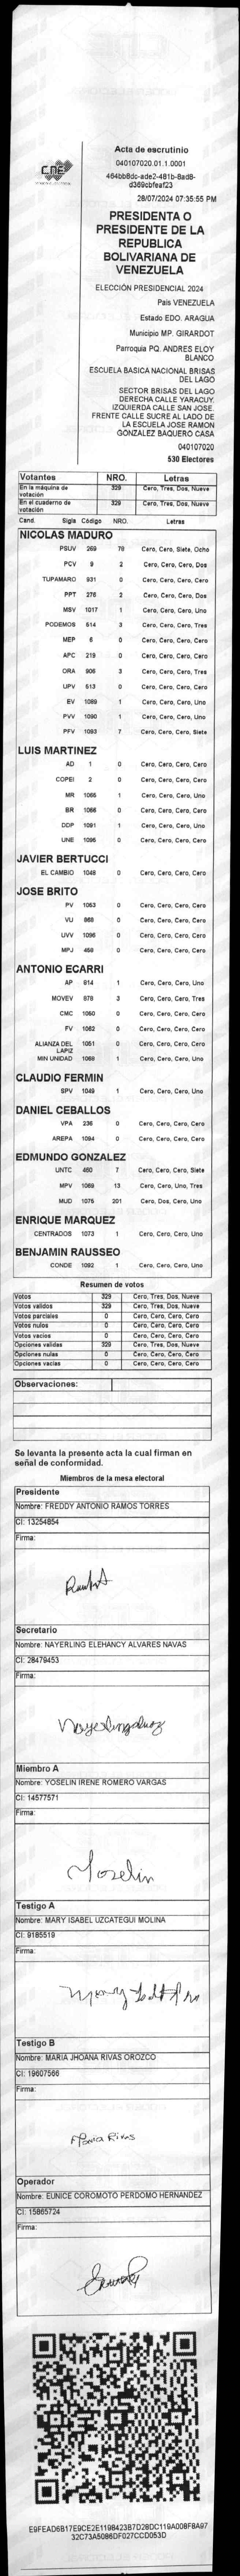 CNE
Acta de escrutinio
040107020.01.1.0001
464bb8dc-ade2-481b-8ad8-
d369cbfeaf23
28/07/2024 07:35:55 PM
PRESIDENTA O
PRESIDENTE DE LA
REPUBLICA
BOLIVARIANA DE
VENEZUELA
ELECCIÓN PRESIDENCIAL 2024
País VENEZUELA
Estado EDO. ARAGUA
Municipio MP. GIRARDOT
Parroquia PQ. ANDRES ELOY
BLANCO
ESCUELA BASICA NACIONAL BRISAS
DEL LAGO
SECTOR BRISAS DEL LAGO
DERECHA CALLE YARACUY.
IZQUIERDA CALLE SAN JOSE.
FRENTE CALLE SUCRE AL LADO DE
LA ESCUELA JOSE RAMON
GONZALEZ BAQUERO CASA
040107020
530 Electores
Votantes NRO. Letras
En la máquina de votación 329 Cero, Tres, Dos, Nueve
En el cuaderno de votación 329 Cero, Tres, Dos, Nueve
Cand. Sigla Código NRO. Letras
NICOLAS MADURO
PSUV 269 78 Cero, Cero, Siete, Ocho
PCV 9 2 Cero, Cero, Cero, Dos
TUPAMARO 931 0 Cero, Cero, Cero, Cero
PPT 276 2 Cero, Cero, Cero, Dos
MSV 1017 1 Cero, Cero, Cero, Uno
PODEMOS 514 3 Cero, Cero, Cero, Tres
MEP 6 0 Cero, Cero, Cero, Cero
APC 219 0 Cero, Cero, Cero, Cero
ORA 906 3 Cero, Cero, Cero, Tres
UPV 513 0 Cero, Cero, Cero, Cero
EV 1089 1 Cero, Cero, Cero, Uno
PVV 1090 1 Cero, Cero, Cero, Uno
PFV 1093 7 Cero, Cero, Cero, Siete
LUIS MARTINEZ
AD 1 0 Cero, Cero, Cero, Cero
COPEI 2 0 Cero, Cero, Cero, Cero
MR 1065 1 Cero, Cero, Cero, Uno
BR 1066 0 Cero, Cero, Cero, Cero
DDP 1091 1 Cero, Cero, Cero, Uno
UNE 1095 0 Cero, Cero, Cero, Cero
JAVIER BERTUCCI
EL CAMBIO 1048 0 Cero, Cero, Cero, Cero
JOSE BRITO
PV 1053 0 Cero, Cero, Cero, Cero
VU 868 0 Cero, Cero, Cero, Cero
UVV 1096 0 Cero, Cero, Cero, Cero
MPJ 458 0 Cero, Cero, Cero, Cero
ANTONIO ECARRI
AP 814 1 Cero, Cero, Cero, Uno
MOVEV 878 3 Cero, Cero, Cero, Tres
CMC 1050 0 Cero, Cero, Cero, Cero
FV 1062 0 Cero, Cero, Cero, Cero
ALIANZA DEL LAPIZ 1051 0 Cero, Cero, Cero, Cero
MIN UNIDAD 1069 1 Cero, Cero, Cero, Uno
CLAUDIO FERMIN
SPV 1049 1 Cero, Cero, Cero, Uno
DANIEL CEBALLOS
VPA 236 0 Cero, Cero, Cero, Cero
AREPA 1094 0 Cero, Cero, Cero, Cero
EDMUNDO GONZALEZ
UNTC 460 7 Cero, Cero, Cero, Siete
MPV 1069 13 Cero, Cero, Uno, Tres
MUD 1075 201 Cero, Dos, Cero, Uno
ENRIQUE MARQUEZ
CENTRADOS 1073 1 Cero, Cero, Cero, Uno
BENJAMIN RAUSSEO
CONDE 1092 1 Cero, Cero, Cero, Uno
Resumen de votos
Votos 329 Cero, Tres, Dos, Nueve
Votos validos 329 Cero, Tres, Dos, Nueve
Votos parciales 0 Cero, Cero, Cero, Cero
Votos nulos 0 Cero, Cero, Cero, Cero
Votos vacios 0 Cero, Cero, Cero, Cero
Opciones validas 329 Cero, Tres, Dos, Nueve
Opciones nulas 0 Cero, Cero, Cero, Cero
Opciones vacias 0 Cero, Cero, Cero, Cero
Observaciones:
Se levanta la presente acta la cual firman en
señal de conformidad.
Miembros de la mesa electoral
Presidente
Nombre: FREDDY ANTONIO RAMOS TORRES
CI: 13254854
Firma:
Secretario
Nombre: NAYERLING ELEHANCY ALVARES NAVAS
CI: 28479453
Firma:
Miembro A
Nombre: YOSELIN IRENE ROMERO VARGAS
CI: 14577571
Firma:
Yoselin
Testigo A
Nombre: MARY ISABEL UZCATEGUI MOLINA
CI: 9185519
Firma:
Testigo B
Nombre: MARIA JHOANA RIVAS OROZCO
CI: 19607566
Firma:
Maria Rivas
Operador
Nombre: EUNICE COROMOTO PERDOMO HERNANDEZ
CI: 15865724
Firma:
E9FEAD6B17E9CE2E1198423B7D28DC119A008F8A97
32C73A5086DF027CCD053D